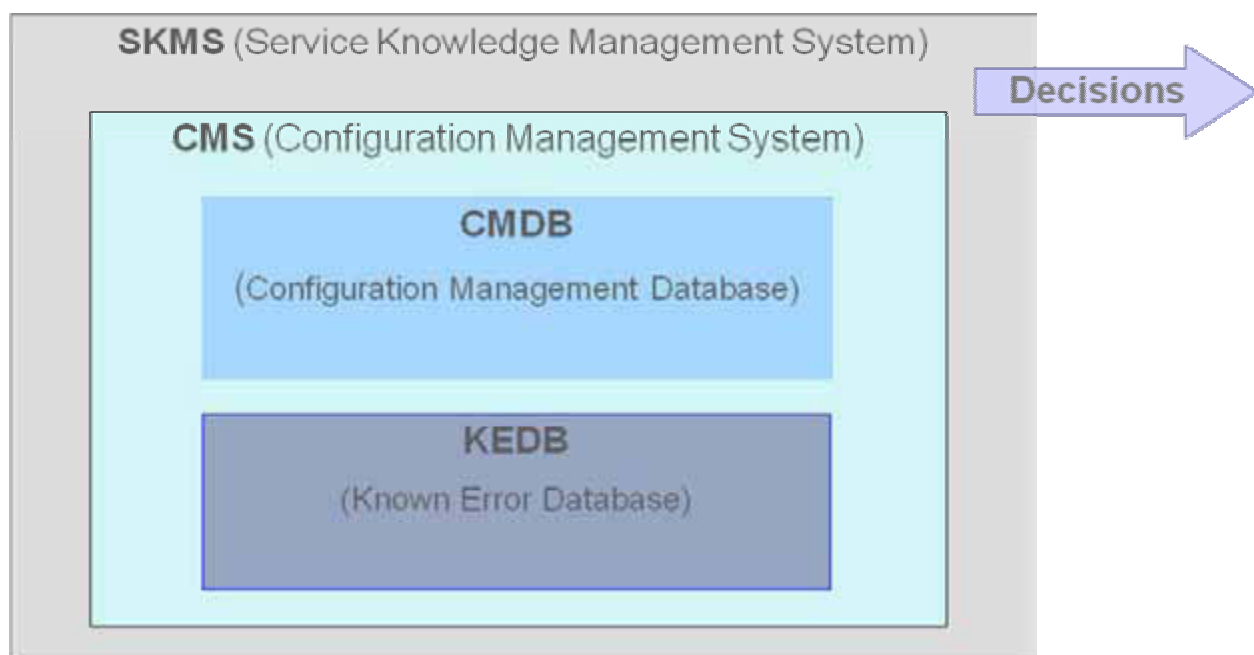 SKMS (Service Knowledge Management System)
Decisions
CMS (Configuration Management System)
CMDB
(Configuration Management Database)
KEDB
(Known Error Database)